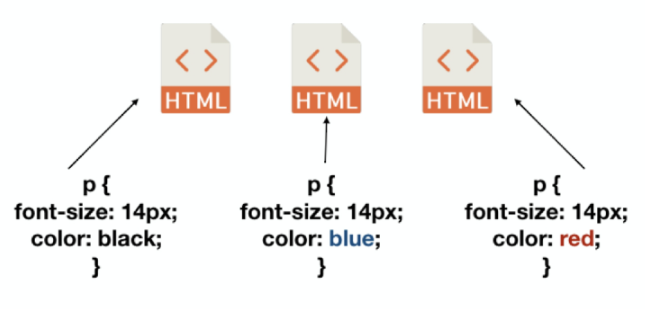 < >
HTML
< >
HTML
< >
HTML
p {
font-size: 14px;
color: black;
}
p {
font-size: 14px;
color: blue;
}
p {
font-size: 14px;
color: red;
}